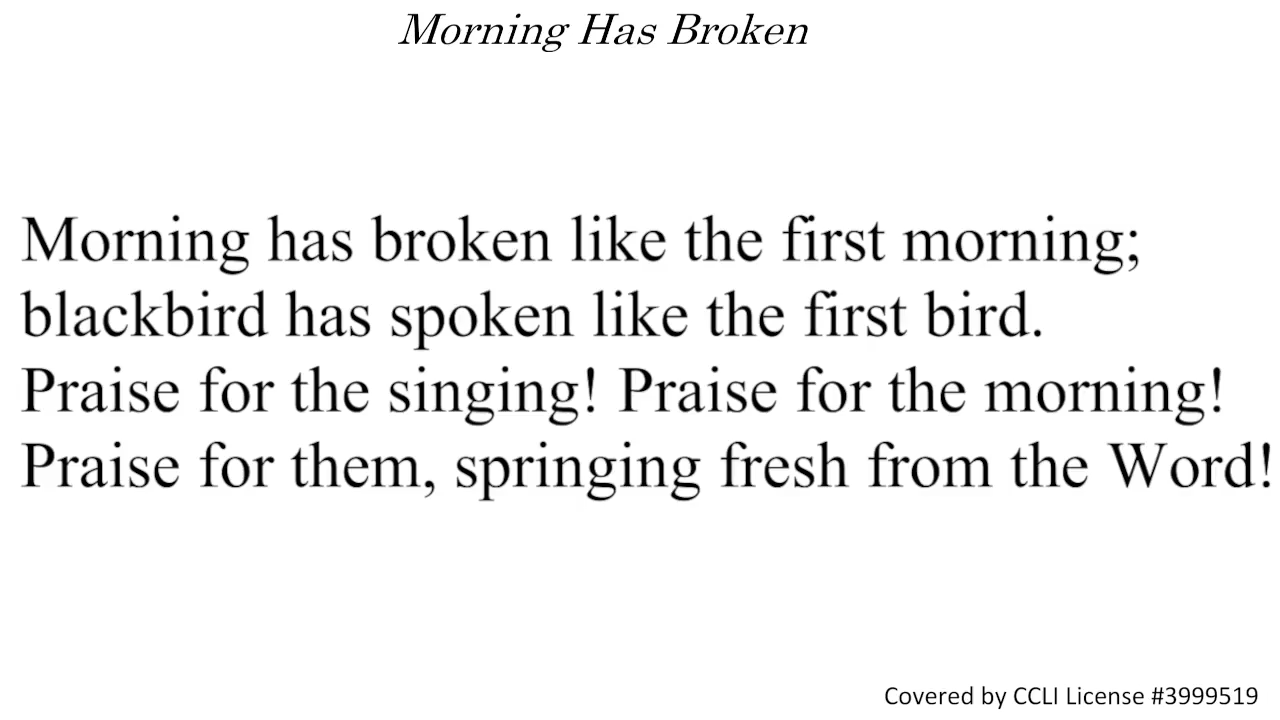 Morning Has Broken
Morning has broken like the first morning;
blackbird has spoken like the first bird.
Praise for the singing! Praise for the morning!
Praise for them, springing fresh from the Word!
Covered by CCLI License #3999519